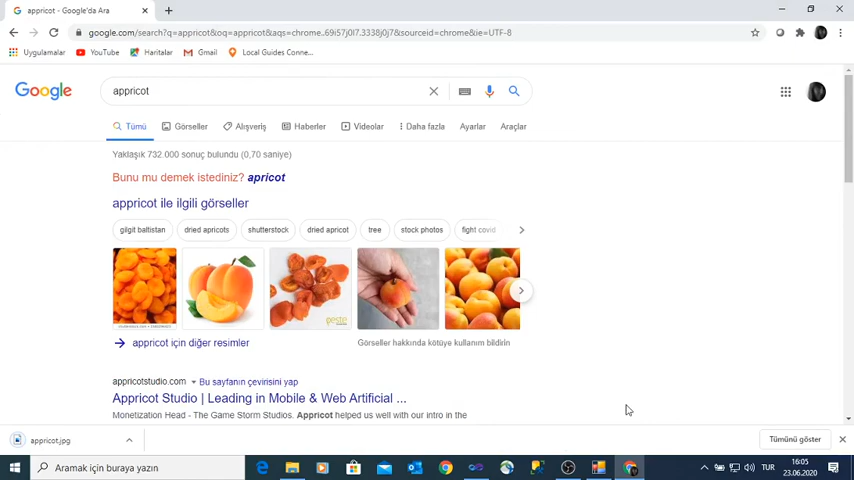 appricot - Google'da Ara
google.com/search?q=appricot&oq=appricot&aqs=chrome..69i57j0l7.3338j0j7&sourceid=chrome&ie=UTF-8
Uygulamalar YouTube Haritalar Gmail Local Guides Conne...
Google
appricot
Tümü Görseller Alışveriş Haberler Videolar Daha fazla Ayarlar Araçlar
Yaklaşık 732.000 sonuç bulundu (0,70 saniye)
Bunu mu demek istediniz? apricot
appricot ile ilgili görseller
gilgit baltistan dried apricots shutterstock dried apricot tree stock photos fight covid
appricot için diğer resimler Görseller hakkında kötüye kullanım bildirin
appricotstudio.com Bu sayfanın çevirisini yap
Appricot Studio | Leading in Mobile & Web Artificial ...
Monetization Head - The Game Storm Studios. Appricot helped us well with our intro in the
appricot.jpg Tümünü göster
Aramak için buraya yazın TUR 16:05
23.06.2020